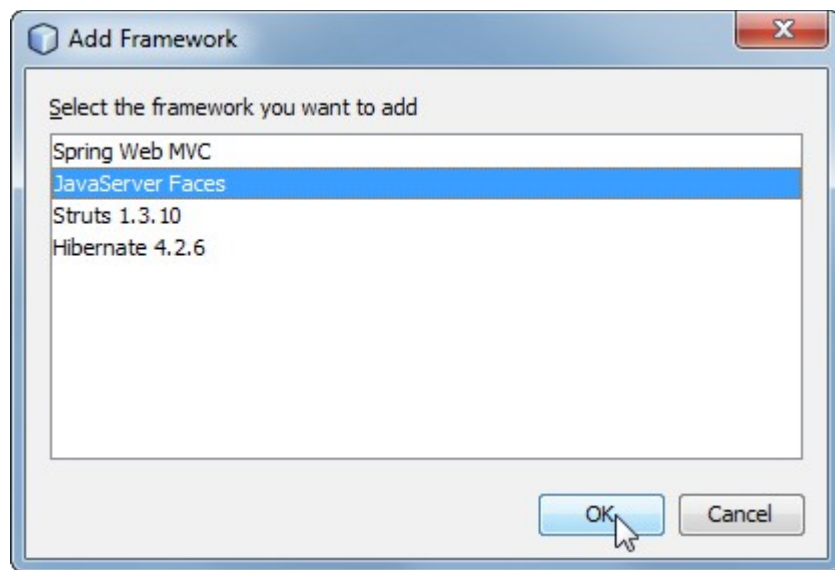 Add Framework
Select the framework you want to add
Spring Web MVC
JavaServer Faces
Struts 1.3.10
Hibernate 4.2.6
OK
Cancel